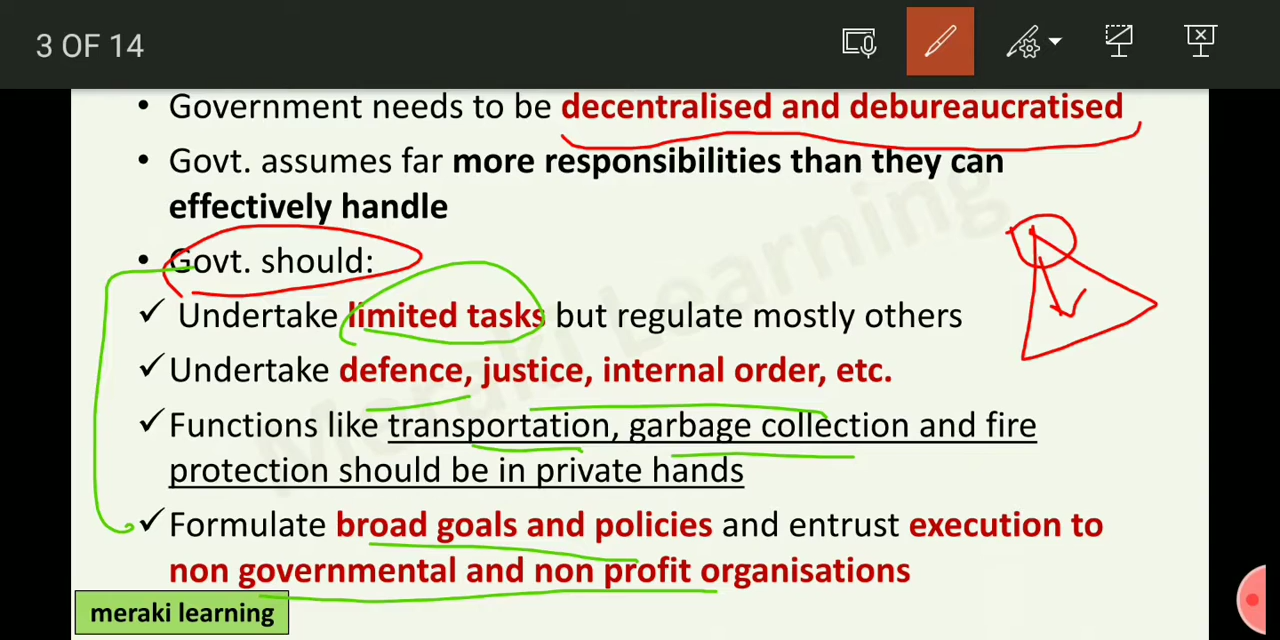 3 OF 14
• Government needs to be decentralised and debureaucratised
• Govt. assumes far more responsibilities than they can
effectively handle
• Govt. should:
✓ Undertake limited tasks but regulate mostly others
✓ Undertake defence, justice, internal order, etc.
✓ Functions like transportation, garbage collection and fire
protection should be in private hands
✓ Formulate broad goals and policies and entrust execution to
non governmental and non profit organisations
meraki learning
Meraki Learning